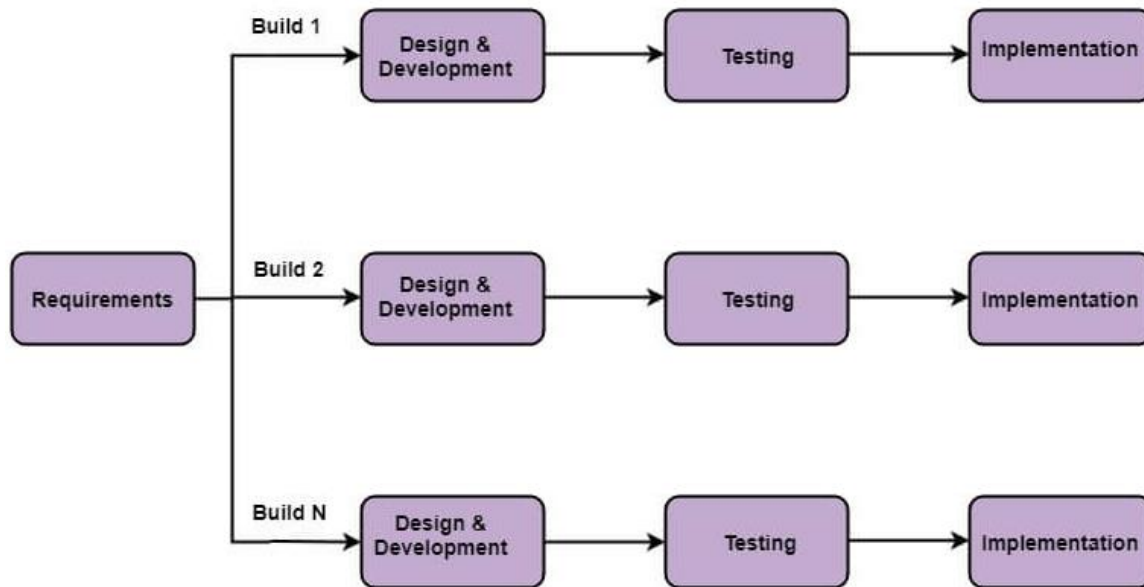 Build 1
Design &
Development
Testing
Implementation
Requirements
Build 2
Design &
Development
Testing
Implementation
Build N
Design &
Development
Testing
Implementation